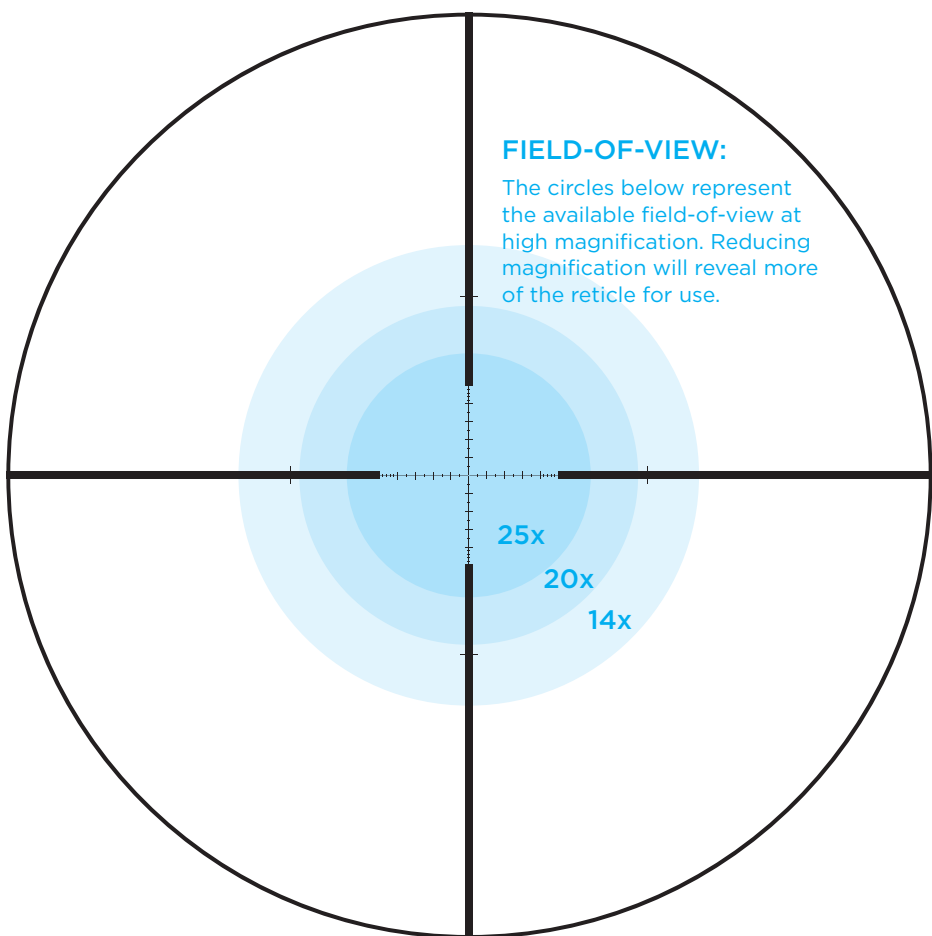 FIELD-OF-VIEW:
The circles below represent
the available field-of-view at
high magnification. Reducing
magnification will reveal more
of the reticle for use.
25x
20x
14x